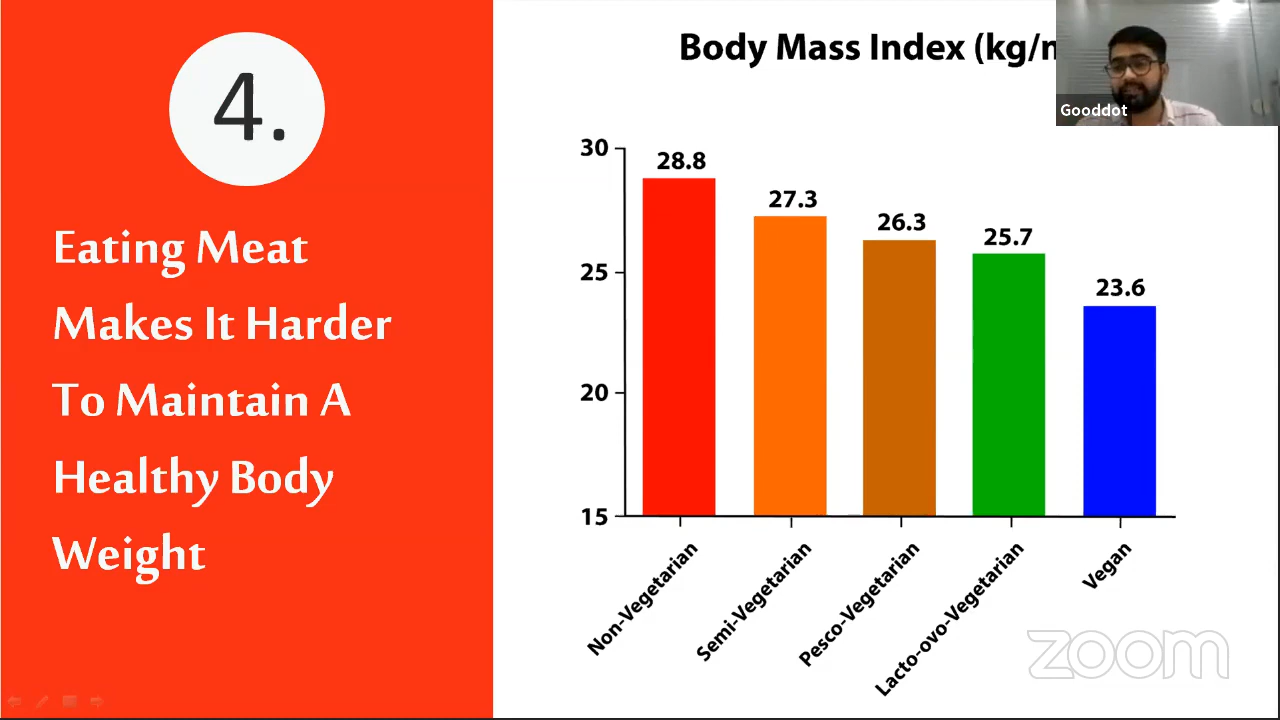 4.
Eating Meat
Makes It Harder
To Maintain A
Healthy Body
Weight
Body Mass Index (kg/
Gooddot
30
25
20
15
28.8
27.3
26.3
25.7
23.6
Non-Vegetarian
Semi-Vegetarian
Pesco-Vegetarian
Lacto-ovo-Vegetarian
Vegan
zoom